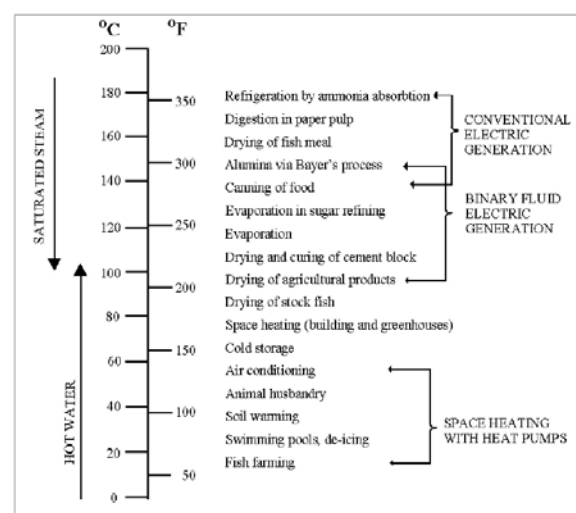 °C °F
200
180
160
140
120
100
80
60
40
20
0
350
300
250
200
150
100
50
SATURATED STEAM
HOT WATER
Refrigeration by ammonia absorbtion
Digestion in paper pulp
Drying of fish meal
Alumina via Bayer's process
Canning of food
Evaporation in sugar refining
Evaporation
Drying and curing of cement block
Drying of agricultural products
Drying of stock fish
Space heating (building and greenhouses)
Cold storage
Air conditioning
Animal husbandry
Soil warming
Swimming pools, de-icing
Fish farming
CONVENTIONAL
ELECTRIC
GENERATION
BINARY FLUID
ELECTRIC
GENERATION
SPACE HEATING
WITH HEAT PUMPS